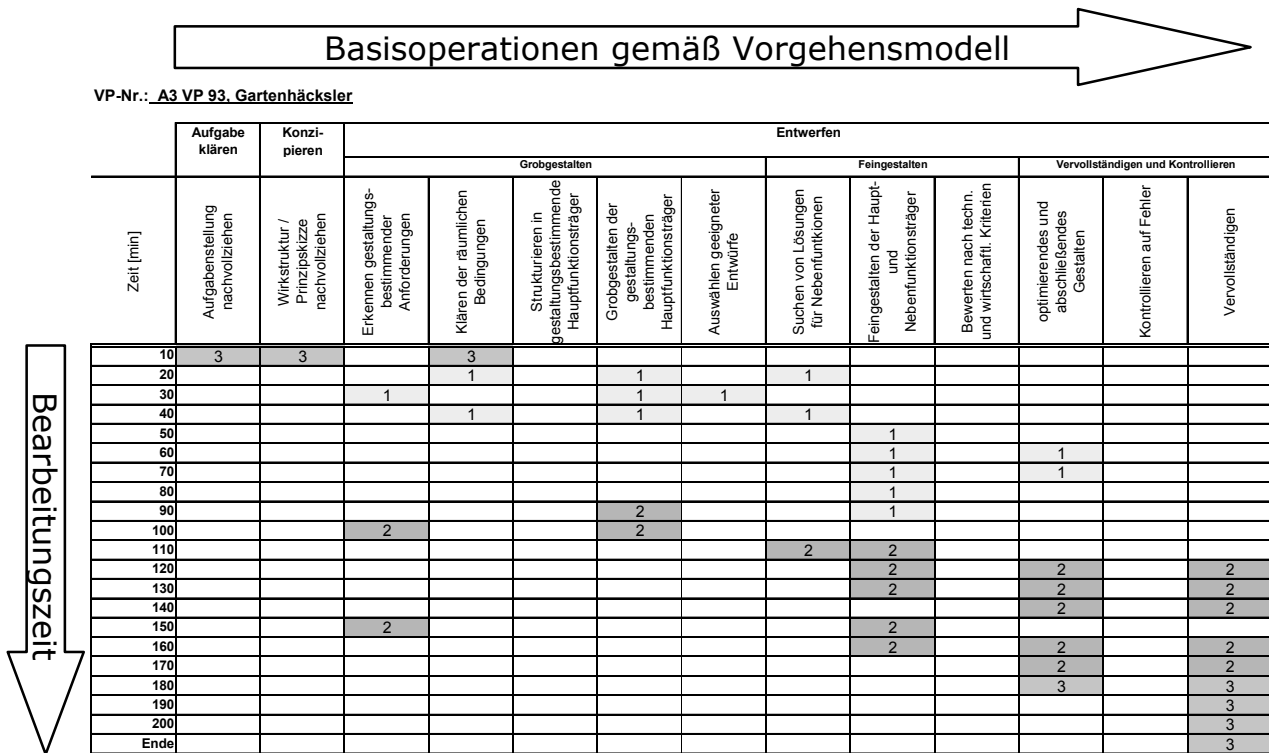 Basisoperationen gemäß Vorgehensmodell
VP-Nr.: A3 VP 93, Gartenhäcksler
Aufgabe
klären
Konzi-
pieren
Entwerfen
Grobgestalten
Feingestalten
Vervollständigen und Kontrollieren
Zeit [min]
Aufgabenstellung
nachvollziehen
Wirkstruktur /
Prinzipskizze
nachvollziehen
Erkennen gestaltungs-
bestimmender
Anforderungen
Klären der räumlichen
Bedingungen
Strukturieren in
gestaltungsbestimmende
Hauptfunktionsträger
Grobgestalten der
gestaltungs-
bestimmenden
Hauptfunktionsträger
Auswählen geeigneter
Entwürfe
Suchen von Lösungen
für Nebenfuntkionen
Feingestalten der Haupt-
und
Nebenfunktionsträger
Bewerten nach techn.
und wirtschaftl. Kriterien
optimierendes und
abschließendes
Gestalten
Kontrollieren auf Fehler
Vervollständigen
Bearbeitungszeit
10 3 3 3
20 1 1 1
30 1 1 1
40 1 1 1
50 1
60 1 1
70 1 1
80 1
90 2 1
100 2 2
110 2 2
120 2 2 2
130 2 2 2
140 2 2
150 2 2
160 2 2 2
170 2 2
180 3 3
190 3
200 3
Ende 3